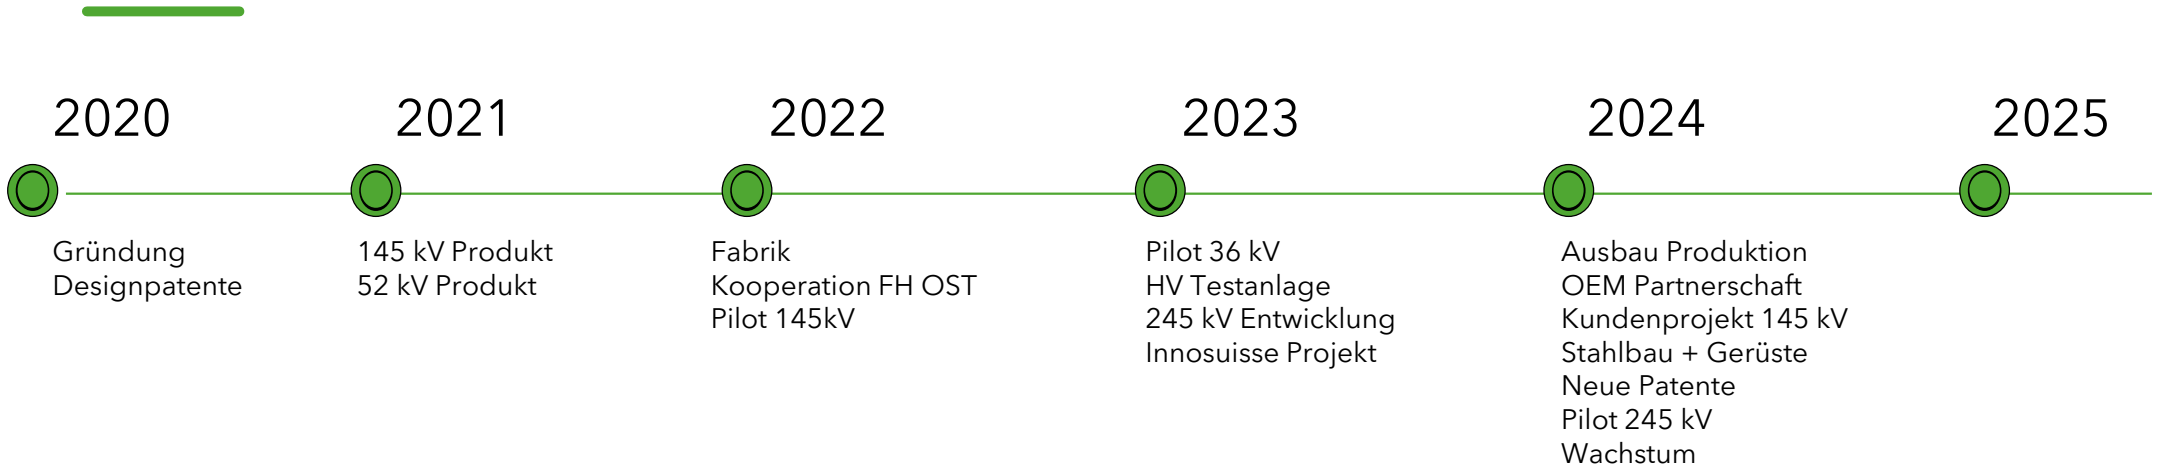 2020
Gründung
Designpatente
2021
145 kV Produkt
52 kV Produkt
2022
Fabrik
Kooperation FH OST
Pilot 145kV
2023
Pilot 36 kV
HV Testanlage
245 kV Entwicklung
Innosuisse Projekt
2024
Ausbau Produktion
OEM Partnerschaft
Kundenprojekt 145 kV
Stahlbau + Gerüste
Neue Patente
Pilot 245 kV
Wachstum
2025